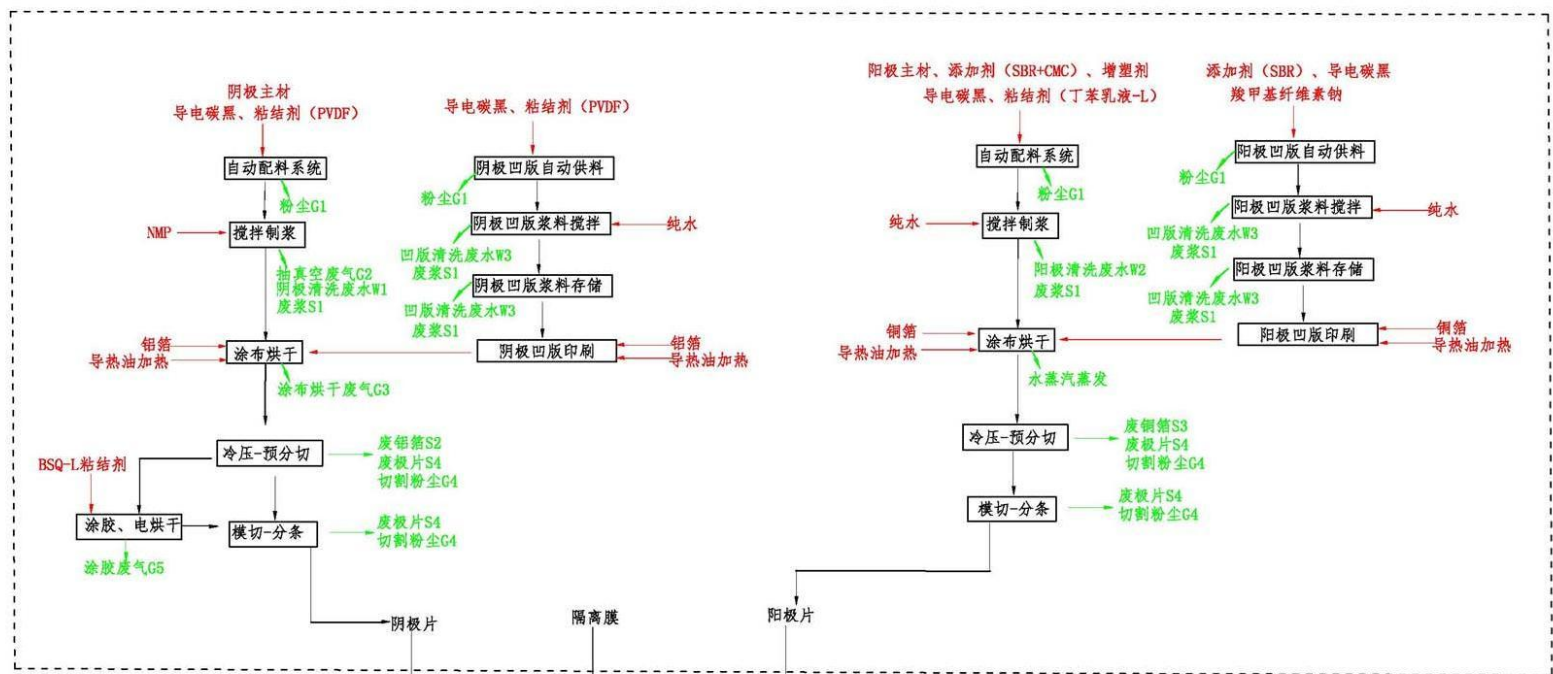 阴极主材
导电碳黑、粘结剂（PVDF）
自动配料系统
粉尘G1
NMP
搅拌制浆
抽真空废气G2
阴极清洗废水W1
废浆S1
铝箔
导热油加热
涂布烘干
涂布烘干废气G3
冷压-预分切
废铝箔S2
废极片S4
切割粉尘G4
BSQ-L粘结剂
涂胶、电烘干
涂胶废气G5
模切-分条
废极片S4
切割粉尘G4
阴极片
导电碳黑、粘结剂（PVDF）
阴极凹版自动供料
粉尘G1
阴极凹版浆料搅拌
纯水
凹版清洗废水W3
废浆S1
阴极凹版浆料存储
凹版清洗废水W3
废浆S1
阴极凹版印刷
铝箔
导热油加热
隔离膜
阳极主材、添加剂（SBR+CMC）、增塑剂
导电碳黑、粘结剂（丁苯乳液-L）
自动配料系统
粉尘G1
纯水
搅拌制浆
阳极清洗废水W2
废浆S1
铜箔
导热油加热
涂布烘干
水蒸汽蒸发
冷压-预分切
废铜箔S3
废极片S4
切割粉尘G4
模切-分条
废极片S4
切割粉尘G4
阳极片
添加剂（SBR）、导电碳黑
羧甲基纤维素钠
阳极凹版自动供料
粉尘G1
阳极凹版浆料搅拌
纯水
凹版清洗废水W3
废浆S1
阳极凹版浆料存储
凹版清洗废水W3
废浆S1
阳极凹版印刷
铜箔
导热油加热